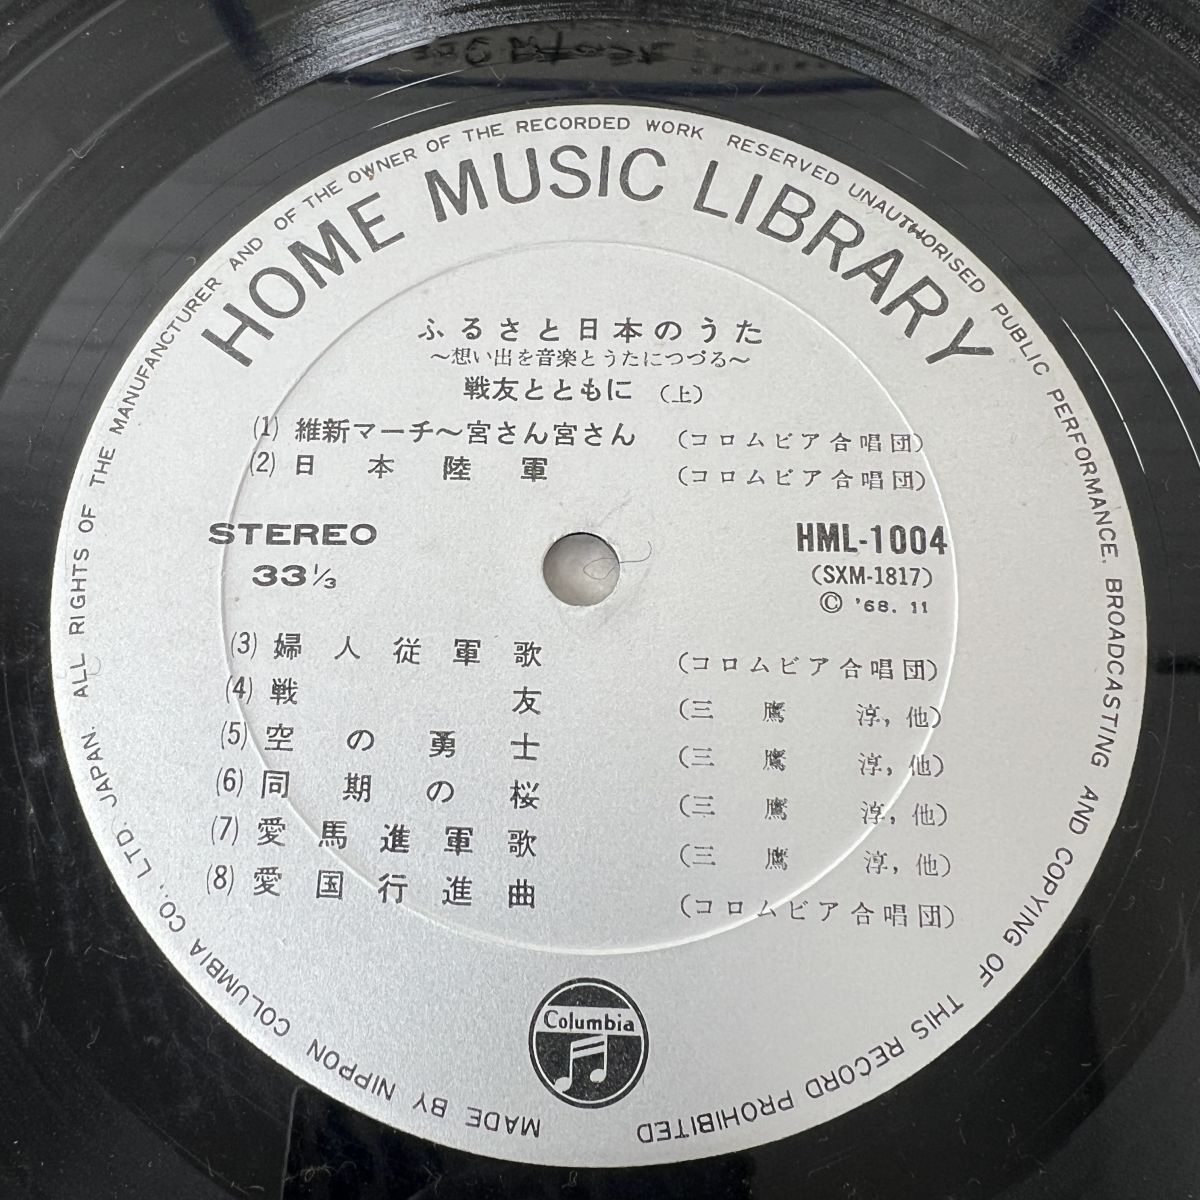 ALL RIGHTS OF THE MANUFANCTURER AND OF THE OWNER OF THE RECORDED WORK RESERVED UNAUTHORISED PUBLIC PERFORMANCE. BROADCASTING AND COPYING OF THIS RECORD PROHIBITED
HOME MUSIC LIBRARY
ふるさと日本のうた
～想い出を音楽とうたにつづる～
戦友とともに (上)
(1) 維新マーチ～宮さん宮さん (コロムビア合唱団)
(2) 日本陸軍 (コロムビア合唱団)
STEREO HML-1004
33⅓ (SXM-1817)
Ⓒ '68. 11
(3) 婦人従軍歌 (コロムビア合唱団)
(4) 戦友 (三鷹淳, 他)
(5) 空の勇士 (三鷹淳, 他)
(6) 同期の桜 (三鷹淳, 他)
(7) 愛馬進軍歌 (三鷹淳, 他)
(8) 愛国行進曲 (コロムビア合唱団)
Columbia
MADE BY NIPPON COLUMBIA CO., LTD. JAPAN.